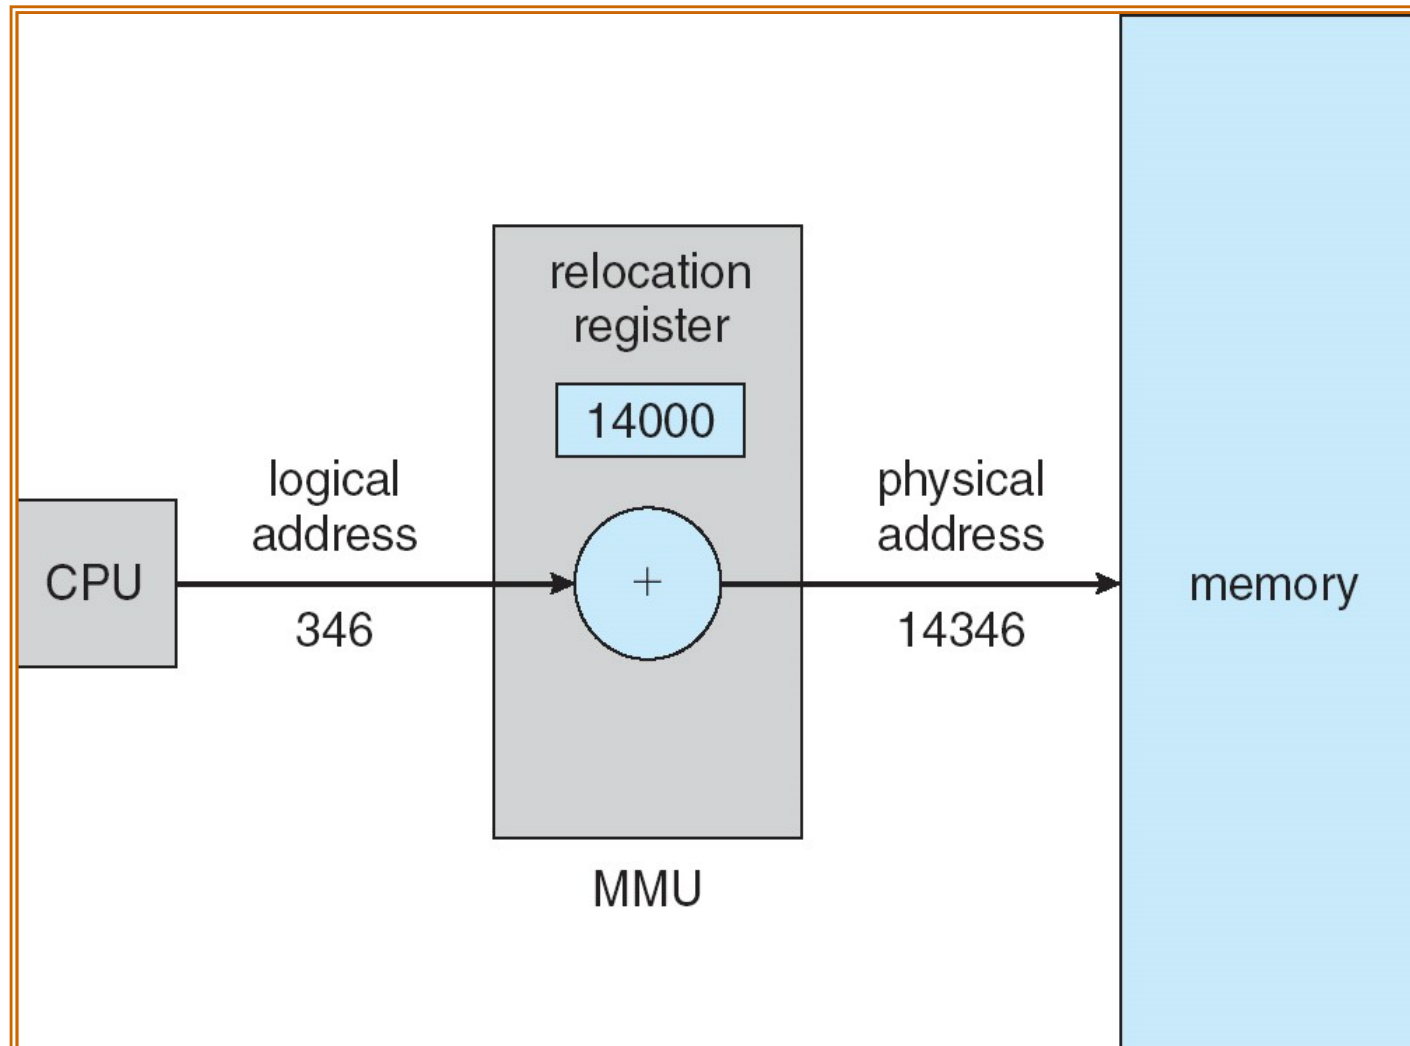 relocation
register
14000
logical
address
physical
address
CPU
+
memory
346
14346
MMU